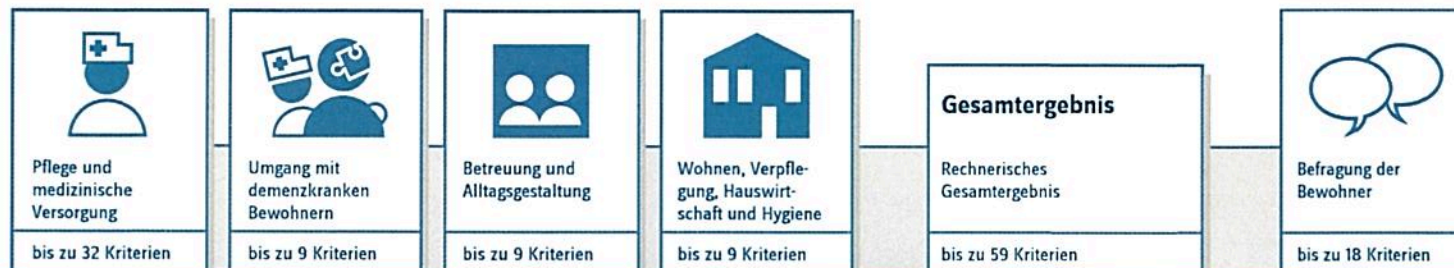 Pflege und
medizinische
Versorgung
bis zu 32 Kriterien
Umgang mit
demenzkranken
Bewohnern
bis zu 9 Kriterien
Betreuung und
Alltagsgestaltung
bis zu 9 Kriterien
Wohnen, Verpfle-
gung, Hauswirt-
schaft und Hygiene
bis zu 9 Kriterien
Gesamtergebnis
Rechnerisches
Gesamtergebnis
bis zu 59 Kriterien
Befragung der
Bewohner
bis zu 18 Kriterien